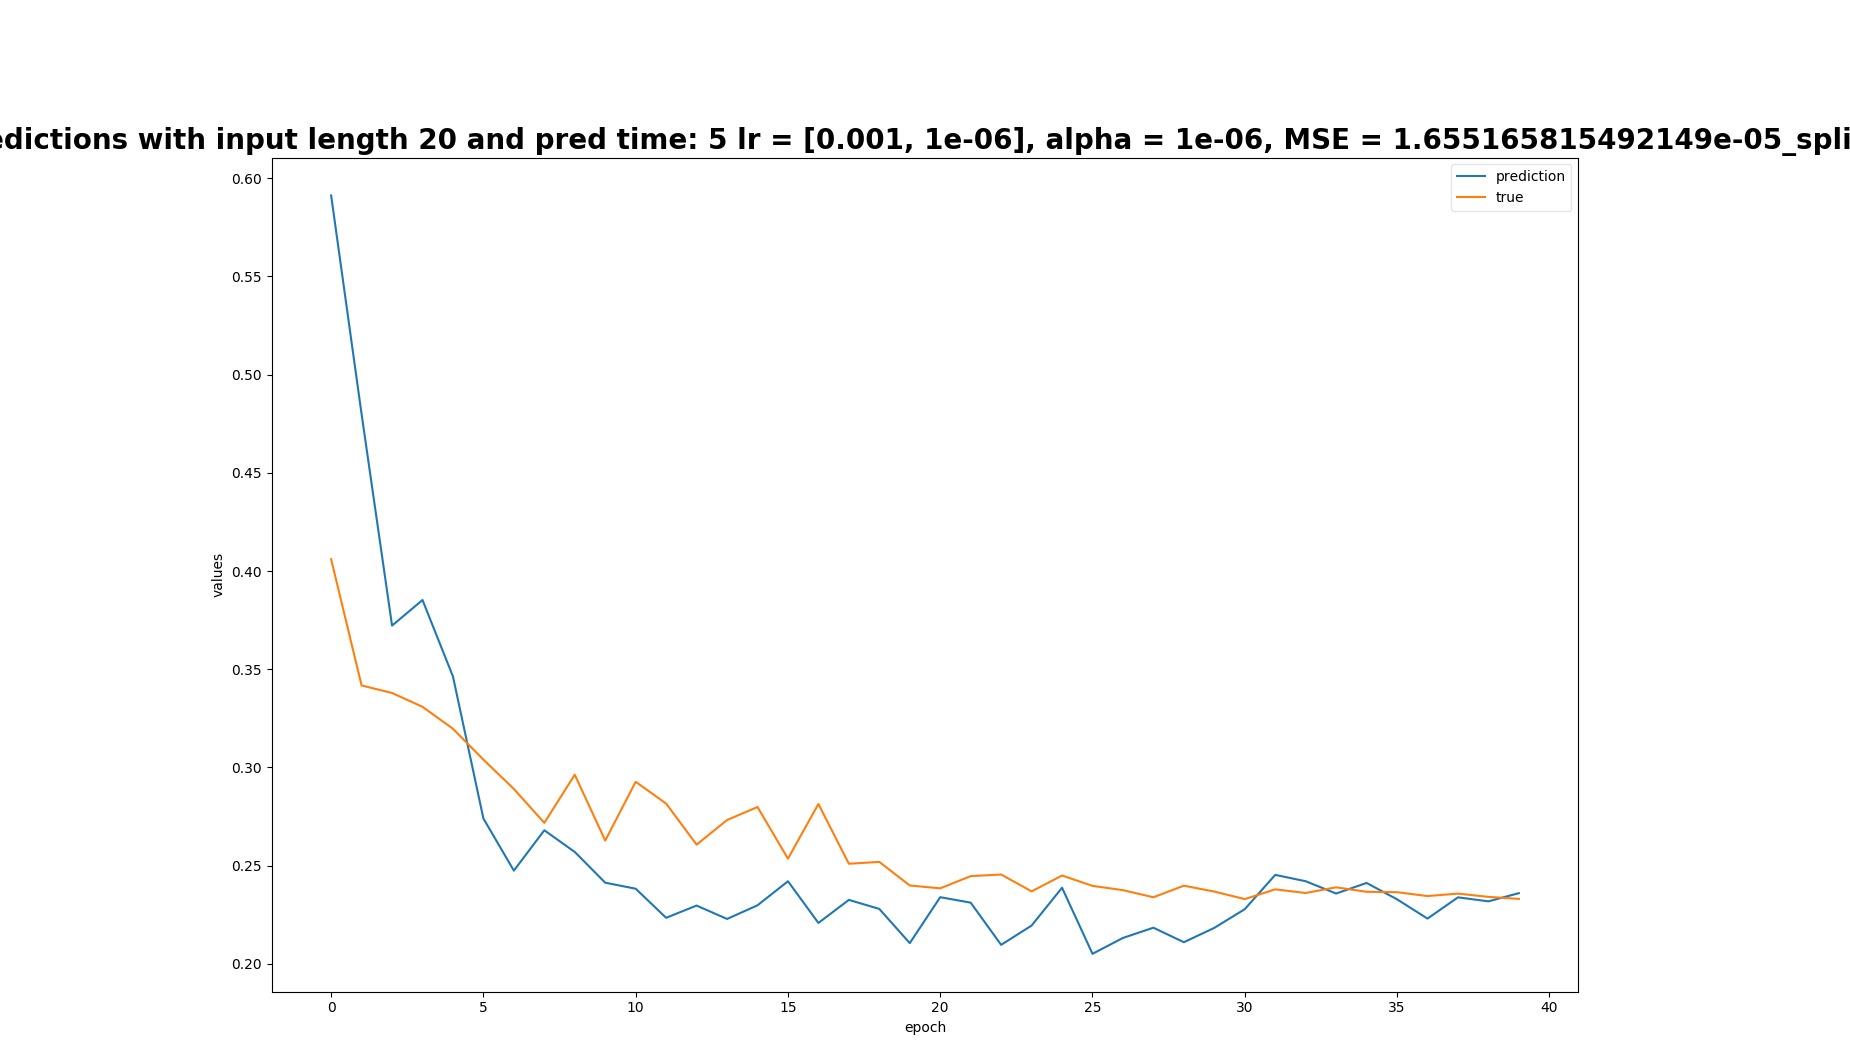 edictions with input length 20 and pred time: 5 lr = [0.001, 1e-06], alpha = 1e-06, MSE = 1.655165815492149e-05_spli
prediction
true
0.60
0.55
0.50
0.45
0.40
0.35
0.30
0.25
0.20
values
0 5 10 15 20 25 30 35 40
epoch